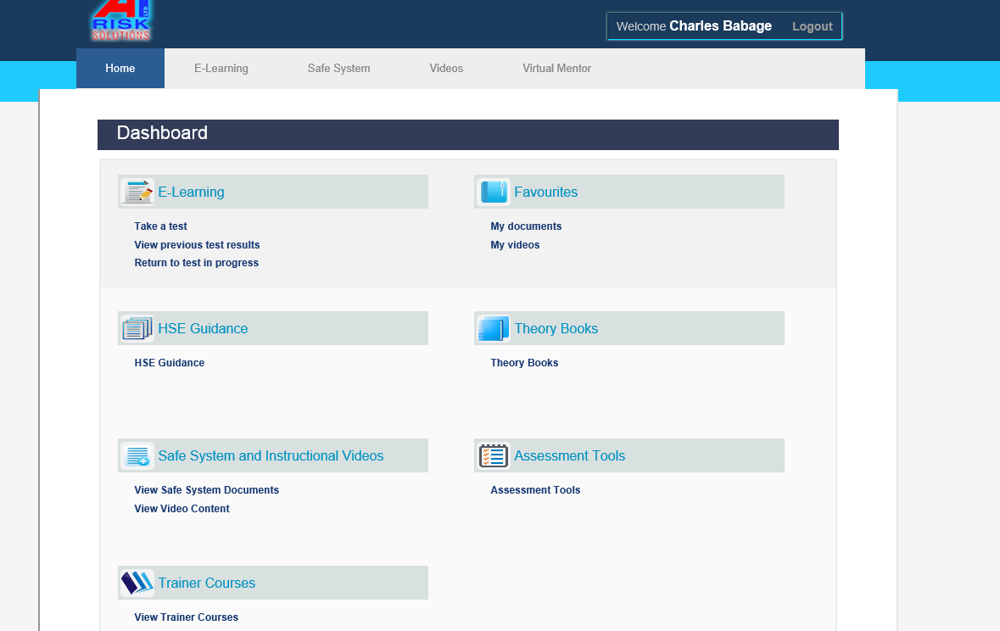 AI LTD
RISK
SOLUTIONS
Welcome Charles Babage Logout
Home E-Learning Safe System Videos Virtual Mentor
Dashboard
E-Learning
Take a test
View previous test results
Return to test in progress
Favourites
My documents
My videos
HSE Guidance
HSE Guidance
Theory Books
Theory Books
Safe System and Instructional Videos
View Safe System Documents
View Video Content
Assessment Tools
Assessment Tools
Trainer Courses
View Trainer Courses